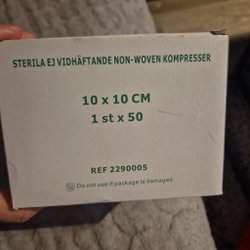 STERILA EJ VIDHÄFTANDE NON-WOVEN KOMPRESSER
10 x 10 CM
1 st x 50
REF 2290005
Do not use if package is damaged